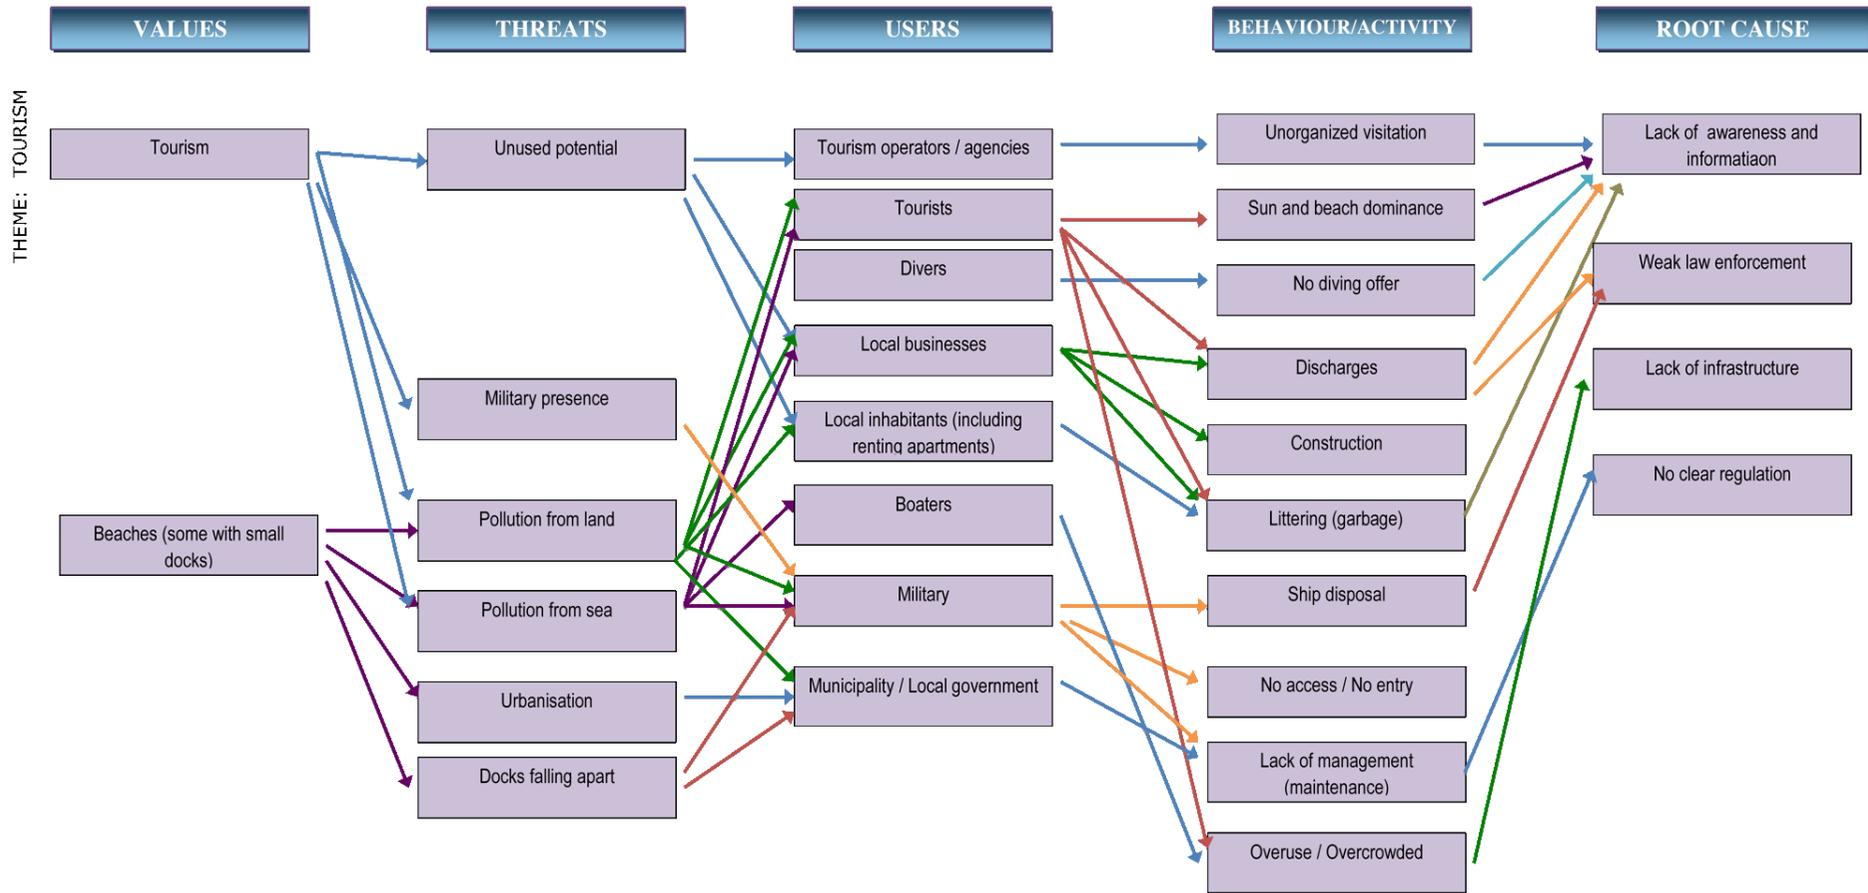 VALUES
THREATS
USERS
BEHAVIOUR/ACTIVITY
ROOT CAUSE
THEME: TOURISM
Tourism
Beaches (some with small
docks)
Unused potential
Military presence
Pollution from land
Pollution from sea
Urbanisation
Docks falling apart
Tourism operators / agencies
Tourists
Divers
Local businesses
Local inhabitants (including
renting apartments)
Boaters
Military
Municipality / Local government
Unorganized visitation
Sun and beach dominance
No diving offer
Discharges
Construction
Littering (garbage)
Ship disposal
No access / No entry
Lack of management
(maintenance)
Overuse / Overcrowded
Lack of awareness and
informatiaon
Weak law enforcement
Lack of infrastructure
No clear regulation